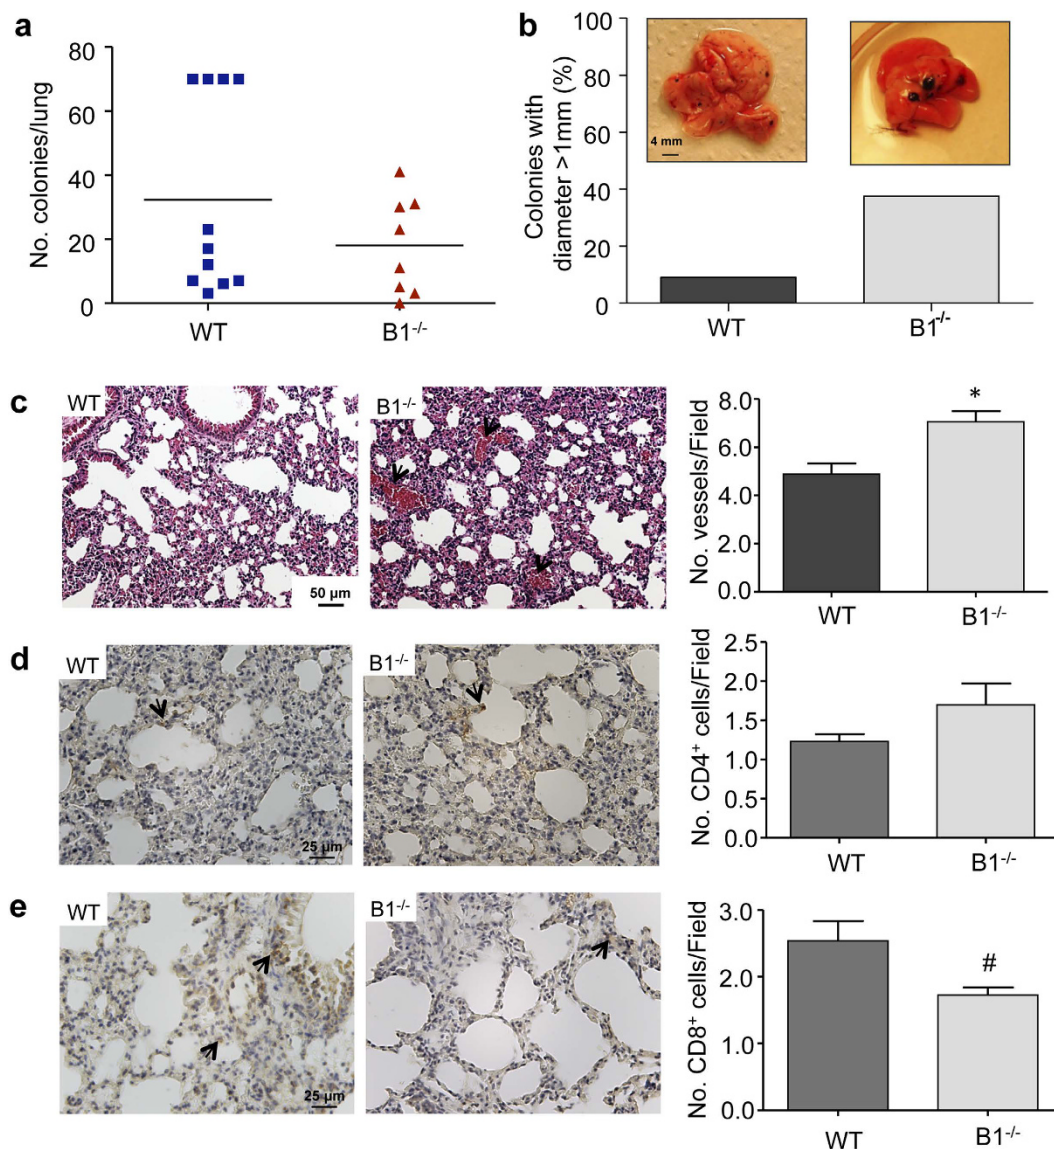 a
No. colonies/lung
80
60
40
20
0
WT
B1-/-
b
Colonies with
diameter >1mm (%)
100
80
60
40
20
0
4 mm
WT
B1-/-
c
WT
50 µm
B1-/-
No. vessels/Field
8.0
6.0
4.0
2.0
0.0
*
WT
B1-/-
d
WT
25 µm
B1-/-
No. CD4+ cells/Field
2.5
2.0
1.5
1.0
0.5
0.0
WT
B1-/-
e
WT
25 µm
B1-/-
No. CD8+ cells/Field
3.0
2.0
1.0
0.0
#
WT
B1-/-